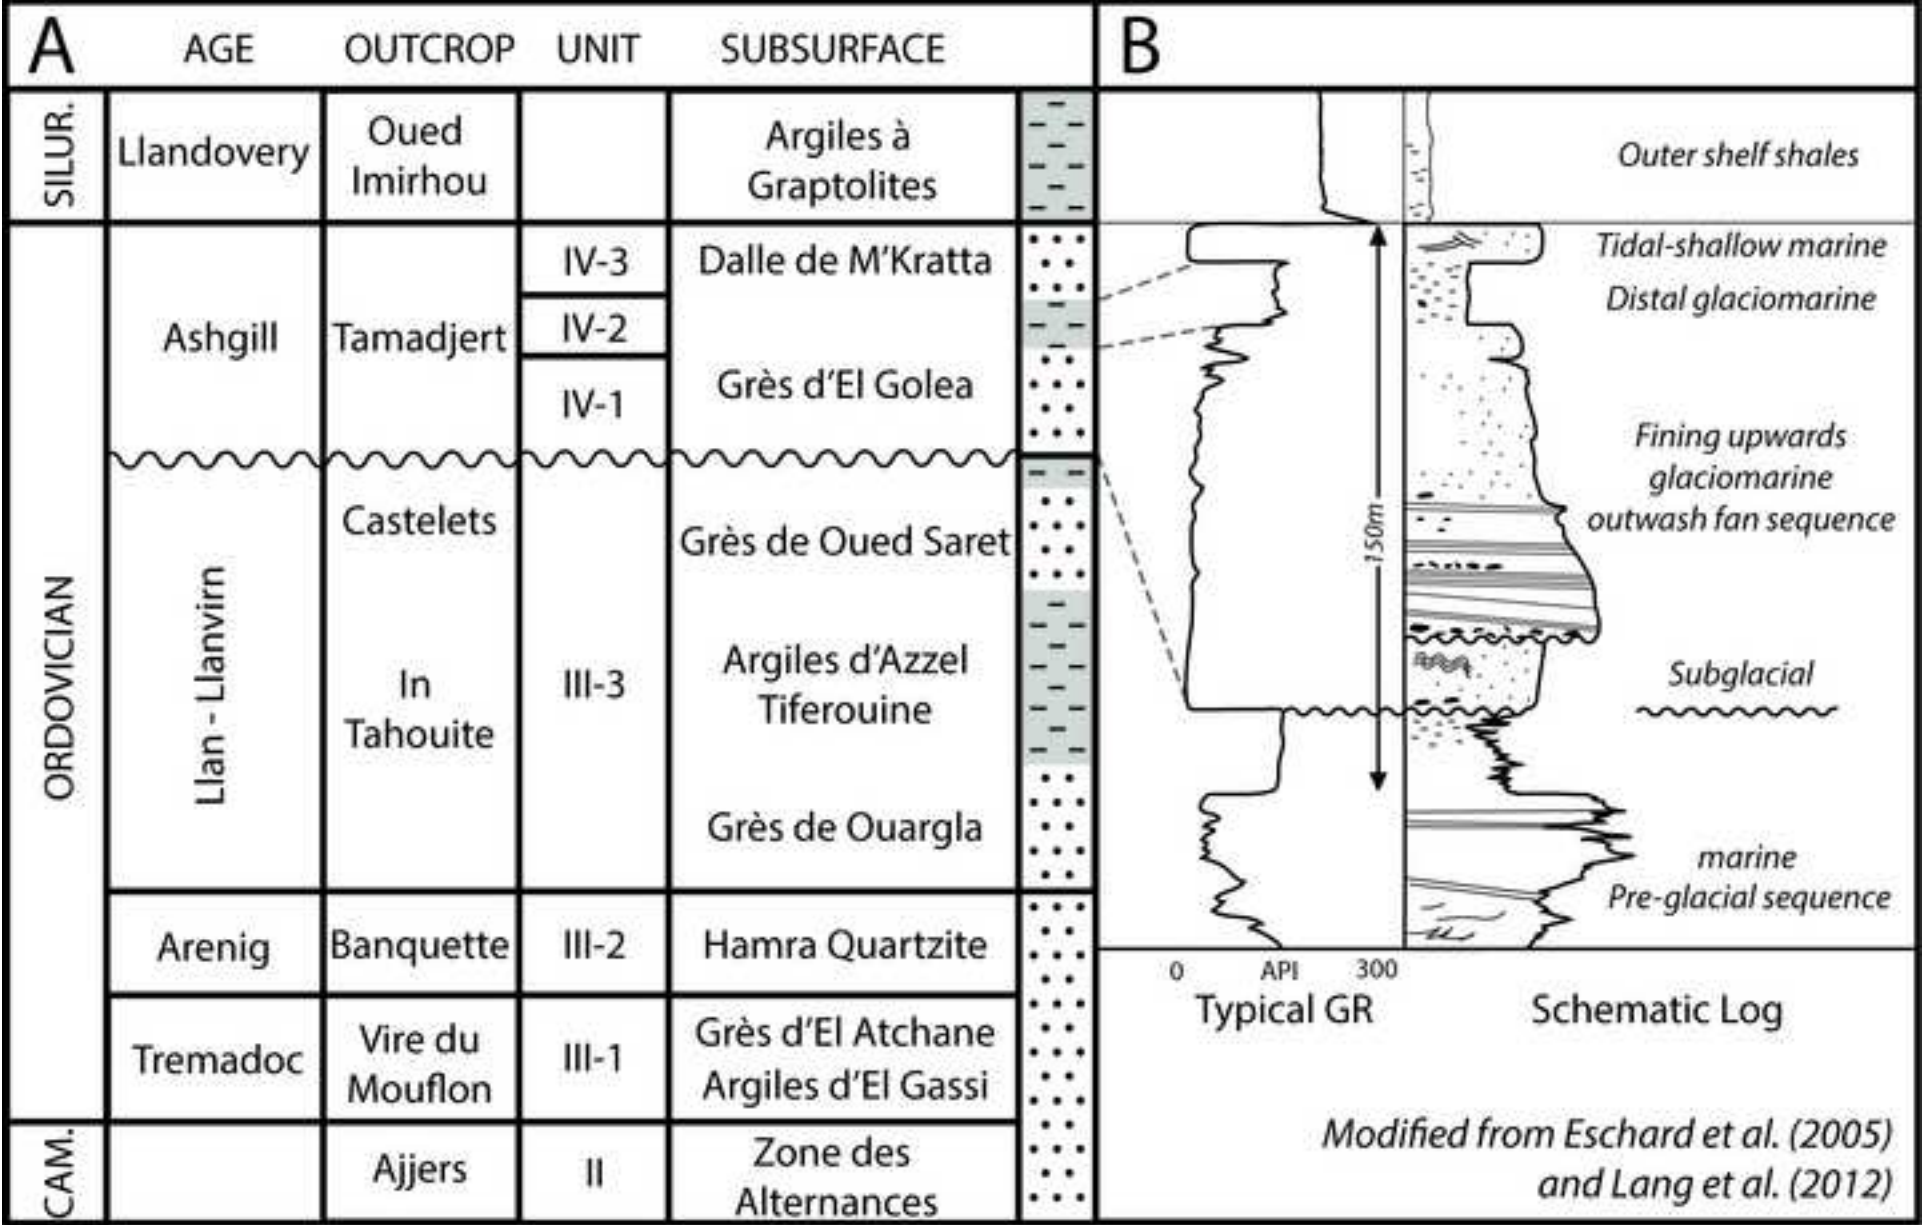 A
AGE
OUTCROP
UNIT
SUBSURFACE
B
SILUR.
Llandovery
Oued
Imirhou
Argiles à
Graptolites
Outer shelf shales
ORDOVICIAN
Ashgill
Tamadjert
IV-3
IV-2
IV-1
Dalle de M'Kratta
Grès d'El Golea
Tidal-shallow marine
Distal glaciomarine
Fining upwards
glaciomarine
outwash fan sequence
150m
Llan - Llanvirn
Castelets
In
Tahouite
III-3
Grès de Oued Saret
Argiles d'Azzel
Tiferouine
Grès de Ouargla
Subglacial
marine
Pre-glacial sequence
Arenig
Banquette
III-2
Hamra Quartzite
0
API
300
Typical GR
Schematic Log
Tremadoc
Vire du
Mouflon
III-1
Grès d'El Atchane
Argiles d'El Gassi
CAM.
Ajjers
II
Zone des
Alternances
Modified from Eschard et al. (2005)
and Lang et al. (2012)